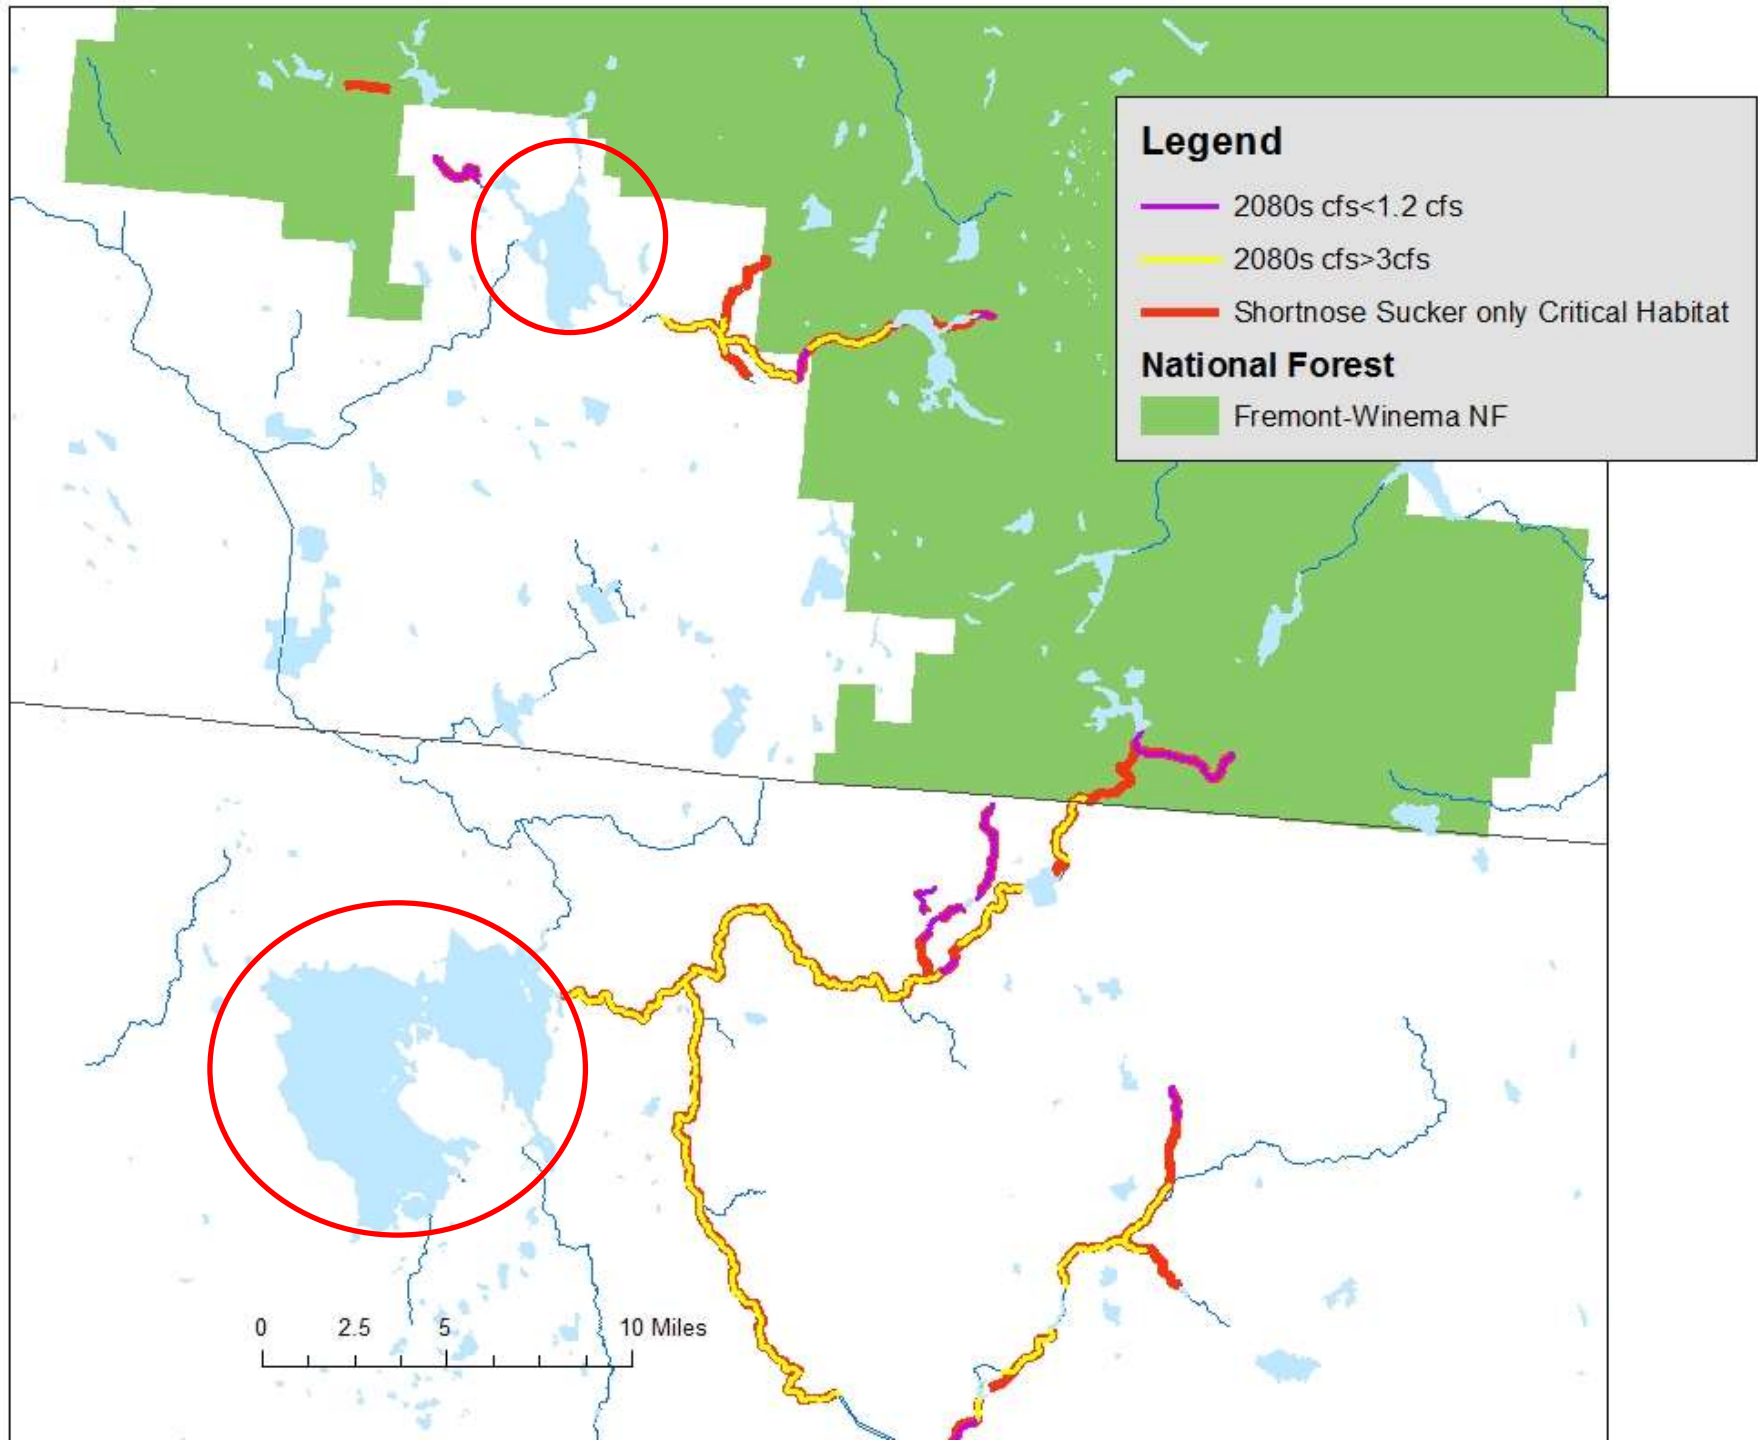 Legend
2080s cfs<1.2 cfs
2080s cfs>3cfs
Shortnose Sucker only Critical Habitat
National Forest
Fremont-Winema NF
0 2.5 5 10 Miles